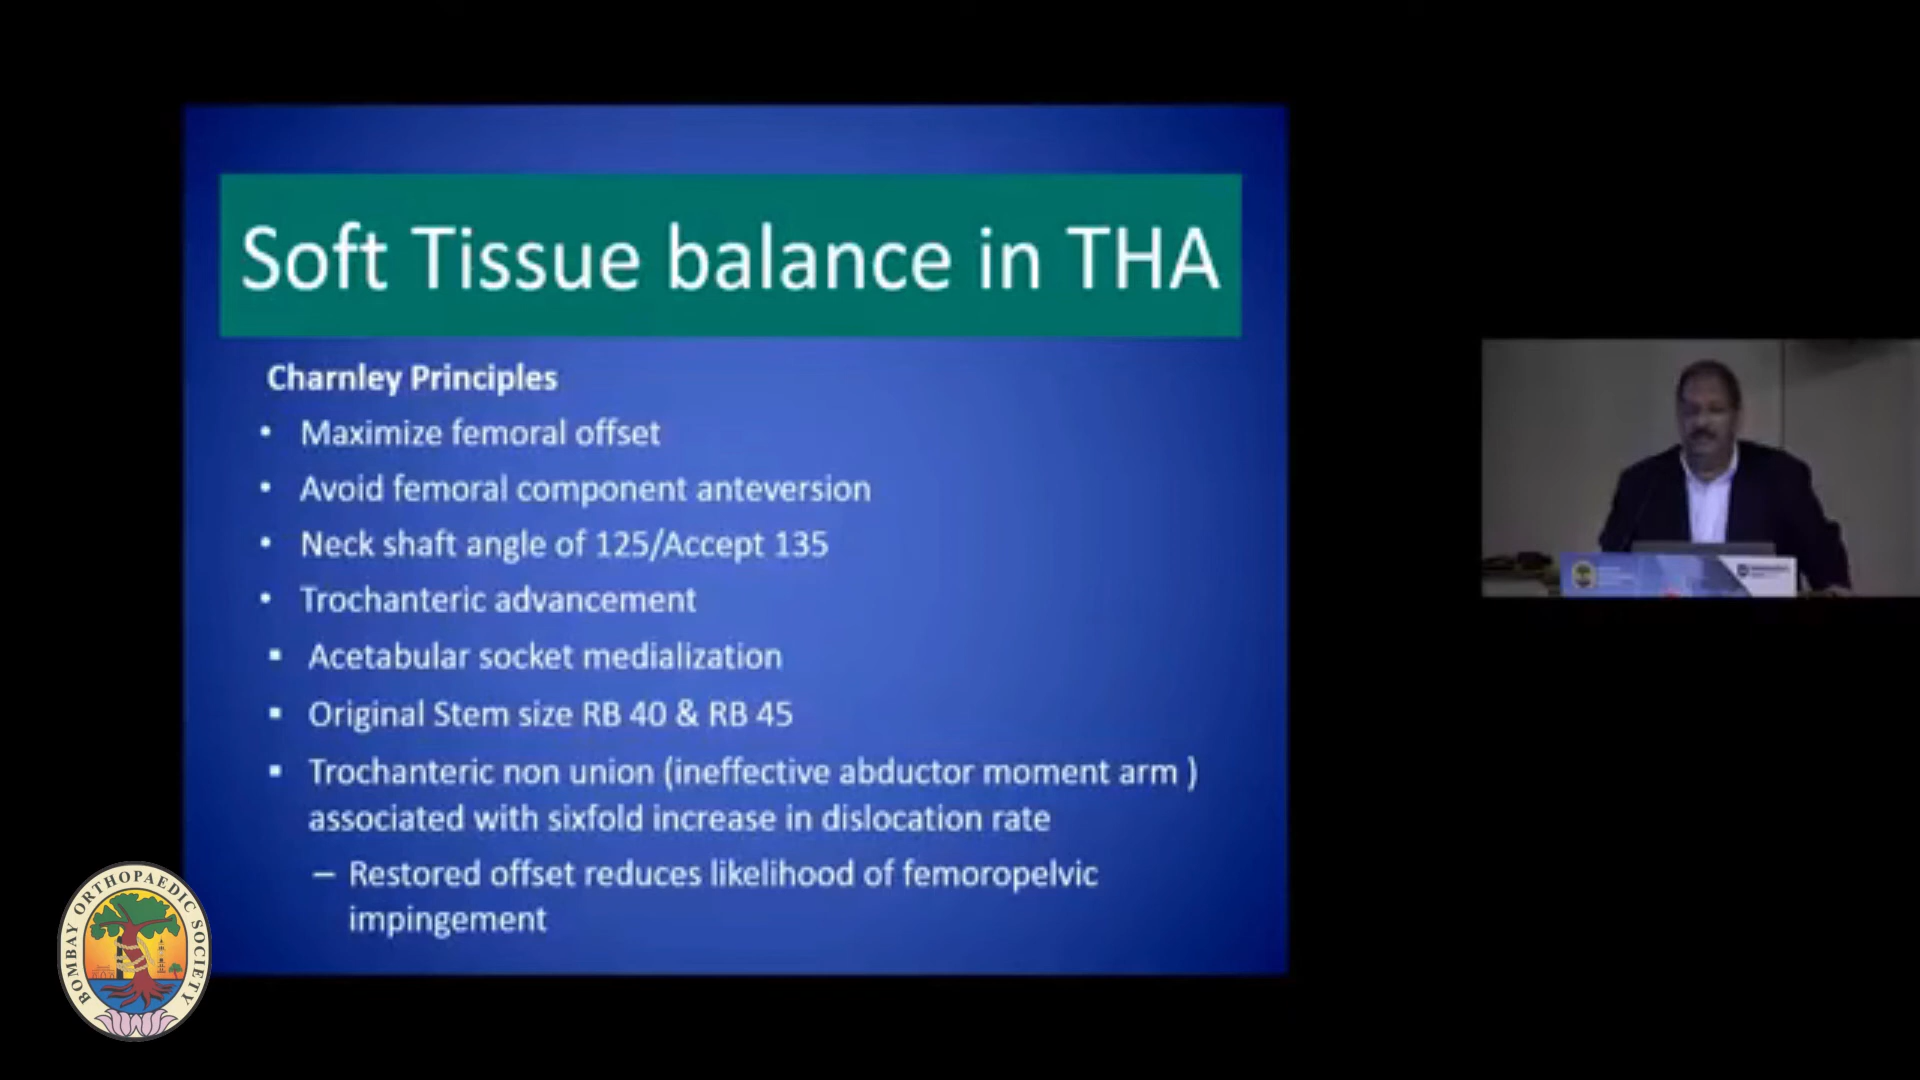 Soft Tissue balance in THA
Charnley Principles
• Maximize femoral offset
• Avoid femoral component anteversion
• Neck shaft angle of 125/Accept 135
• Trochanteric advancement
▪ Acetabular socket medialization
▪ Original Stem size RB 40 & RB 45
▪ Trochanteric non union (ineffective abductor moment arm )
associated with sixfold increase in dislocation rate
– Restored offset reduces likelihood of femoropelvic
impingement
BOMBAY ORTHOPAEDIC SOCIETY